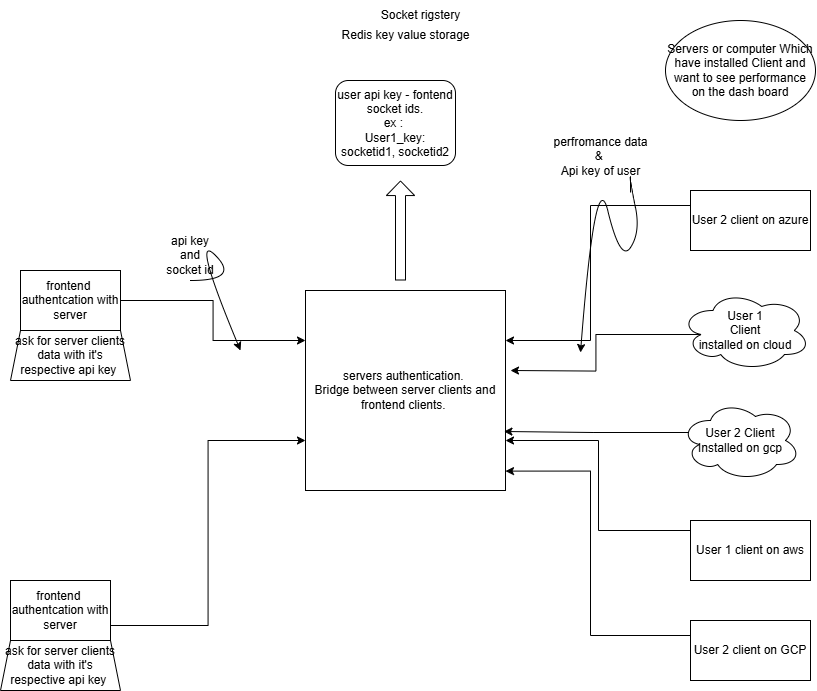 Socket rigstery
Redis key value storage
Servers or computer Which
have installed Client and
want to see performance
on the dash board
user api key - fontend
socket ids.
ex :
User1_key:
socketid1, socketid2
perfromance data
&
Api key of user
User 2 client on azure
api key
and
socket id
frontend
authentcation with
server
ask for server clients
data with it's
respective api key
User 1
Client
installed on cloud
servers authentication.
Bridge between server clients and
frontend clients.
User 2 Client
Installed on gcp
User 1 client on aws
frontend
authentcation with
server
ask for server clients
data with it's
respective api key
User 2 client on GCP